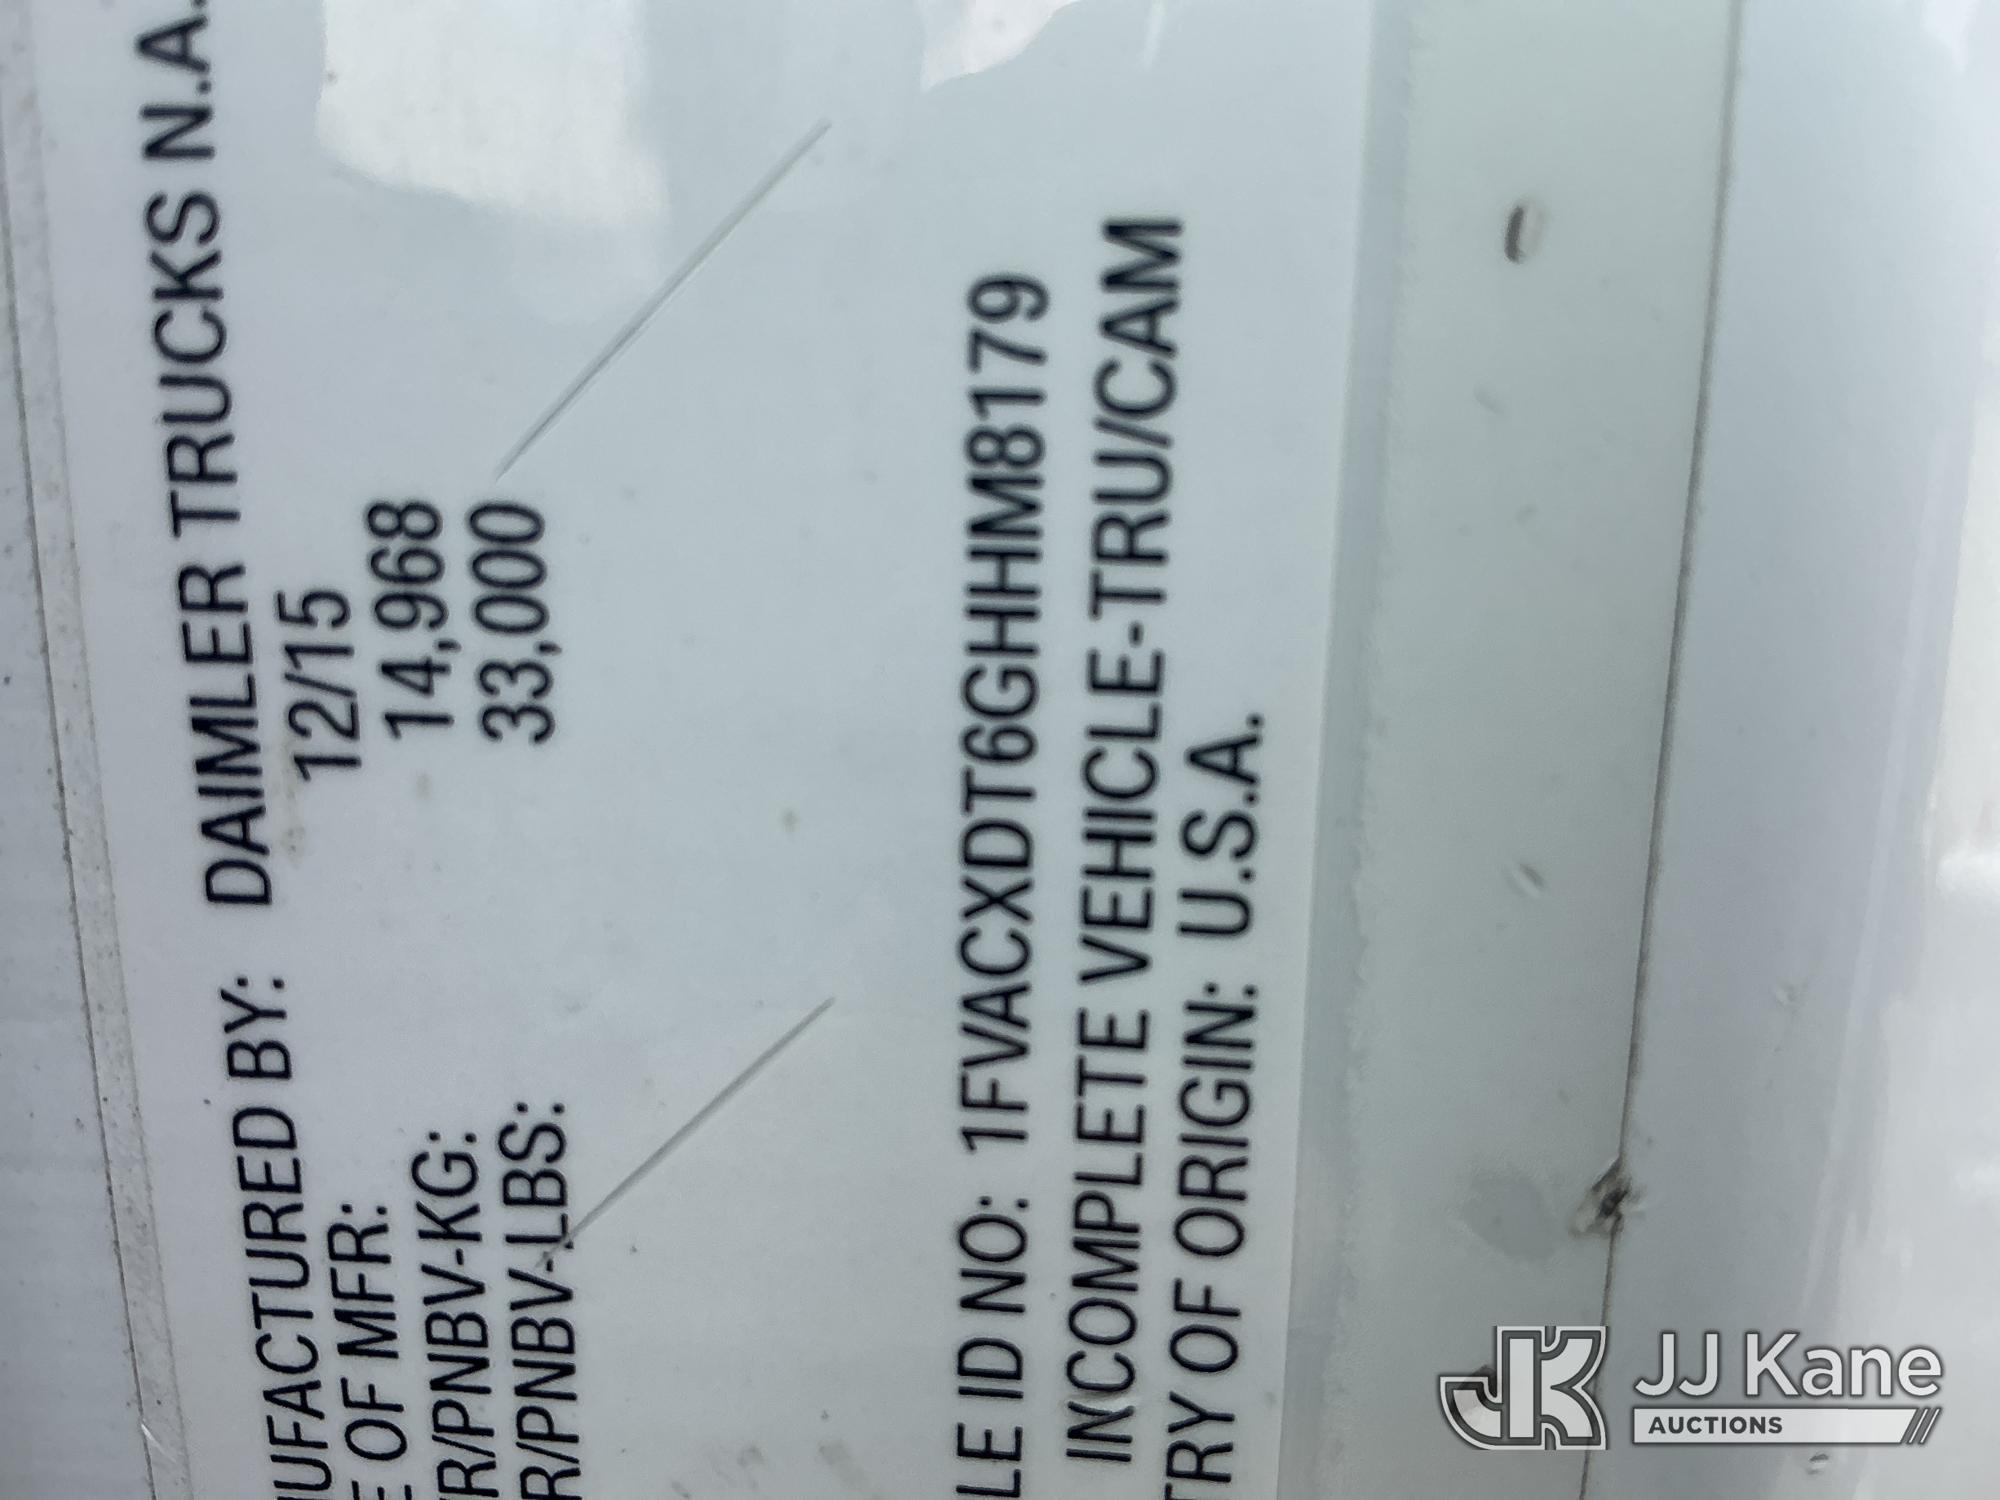 UFACTURED BY: DAIMLER TRUCKS N.A.
OF MFR: 12/15
R/PNBV-KG: 14,968
R/PNBV-LBS: 33,000
LE ID NO: 1FVACXDT6GHHM8179
INCOMPLETE VEHICLE-TRU/CAM
TRY OF ORIGIN: U.S.A.
JK JJ Kane
AUCTIONS